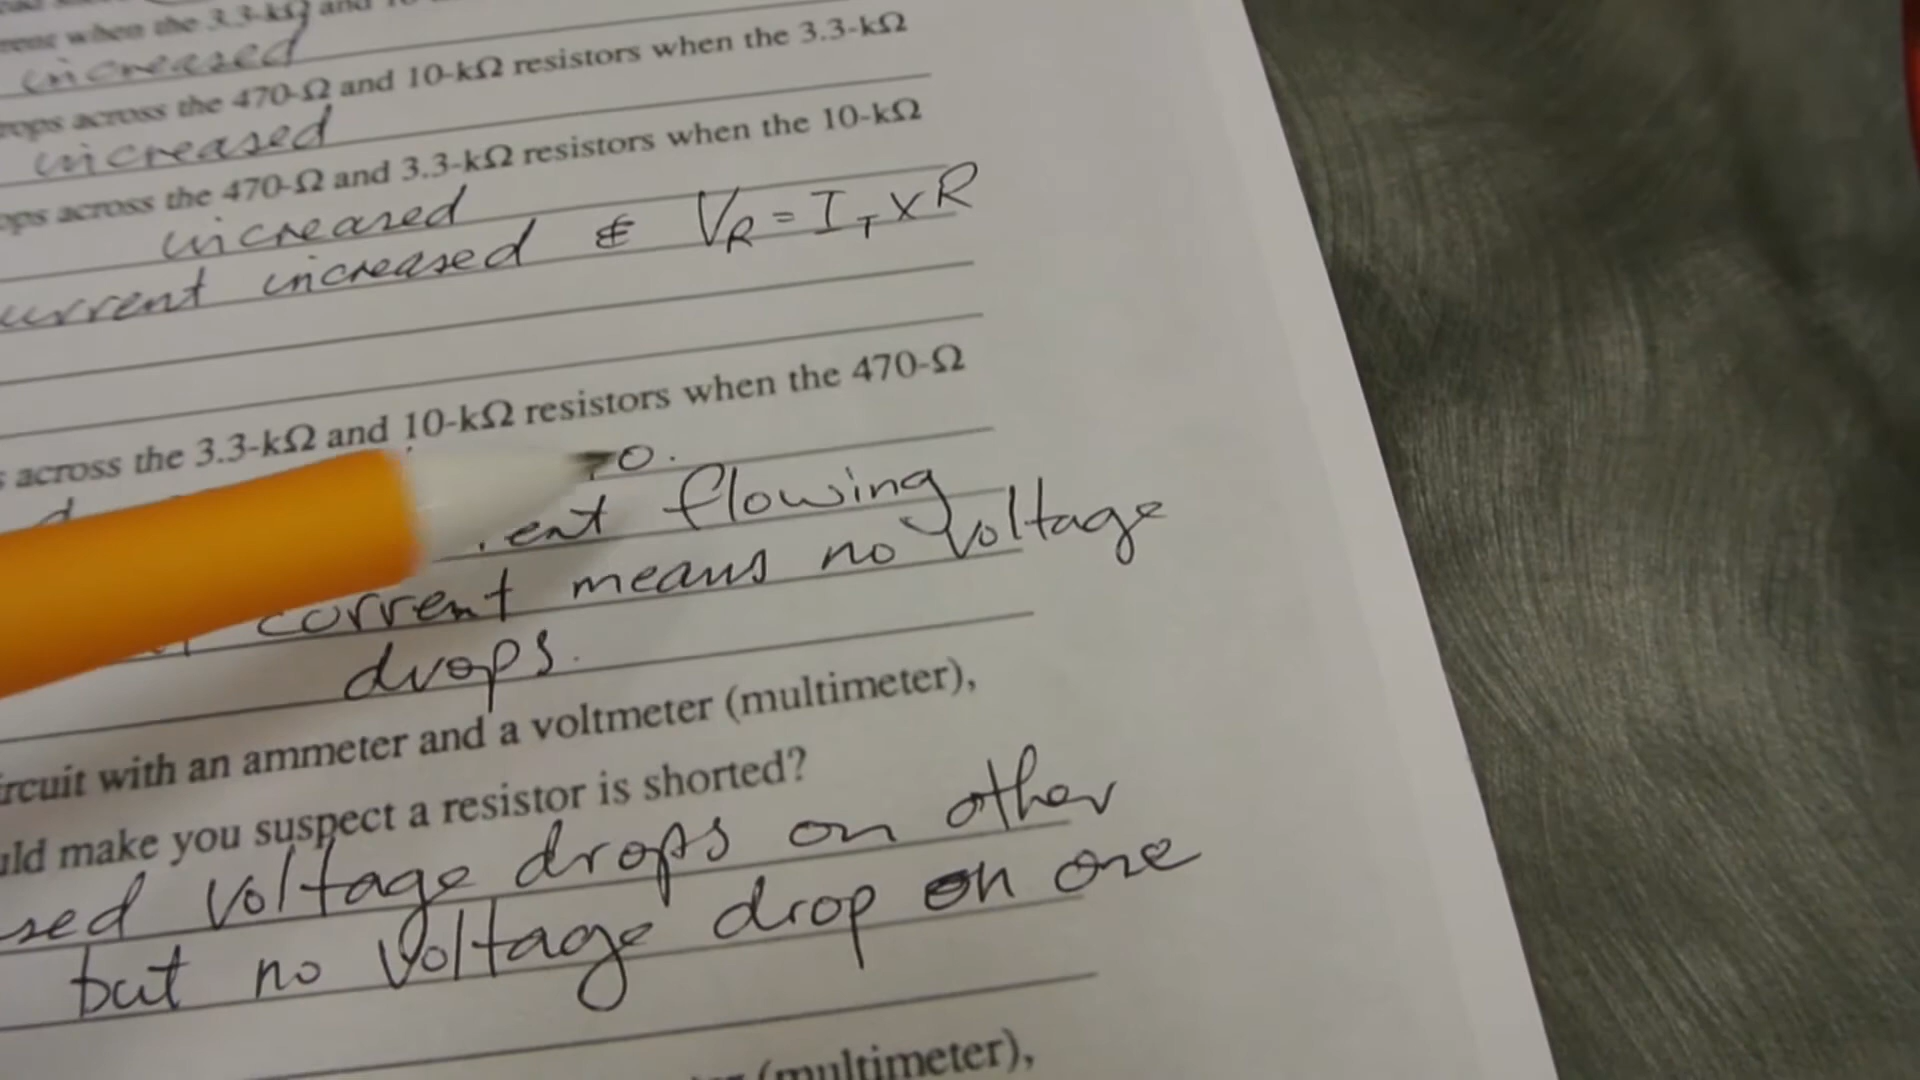 when the 3.3-kΩ and
increased
across the 470-Ω and 10-kΩ resistors when the 3.3-kΩ
increased
across the 470-Ω and 3.3-kΩ resistors when the 10-kΩ
increased
current increased & V_R = I_T × R
across the 3.3-kΩ and 10-kΩ resistors when the 470-Ω
flowing
current means no voltage
drops.
circuit with an ammeter and a voltmeter (multimeter),
uld make you suspect a resistor is shorted?
sed voltage drops on other
but no voltage drop on one
(multimeter),